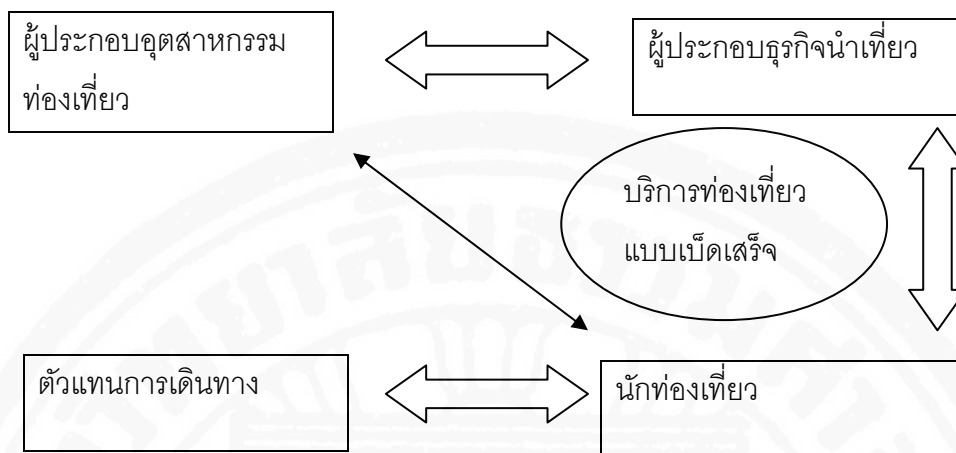 ผู้ประกอบอุตสาหกรรม
ท่องเที่ยว
ผู้ประกอบธุรกิจนำเที่ยว
บริการท่องเที่ยว
แบบเบ็ดเสร็จ
ตัวแทนการเดินทาง
นักท่องเที่ยว